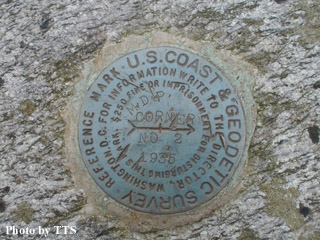 U.S. COAST & GEODETIC SURVEY
REFERENCE MARK
FOR INFORMATION WRITE TO THE DIRECTOR, WASHINGTON, D.C.
$250 FINE OR IMPRISONMENT FOR DISTURBING THIS MARK.
CORNER
NO 2
1935
Photo by TTS